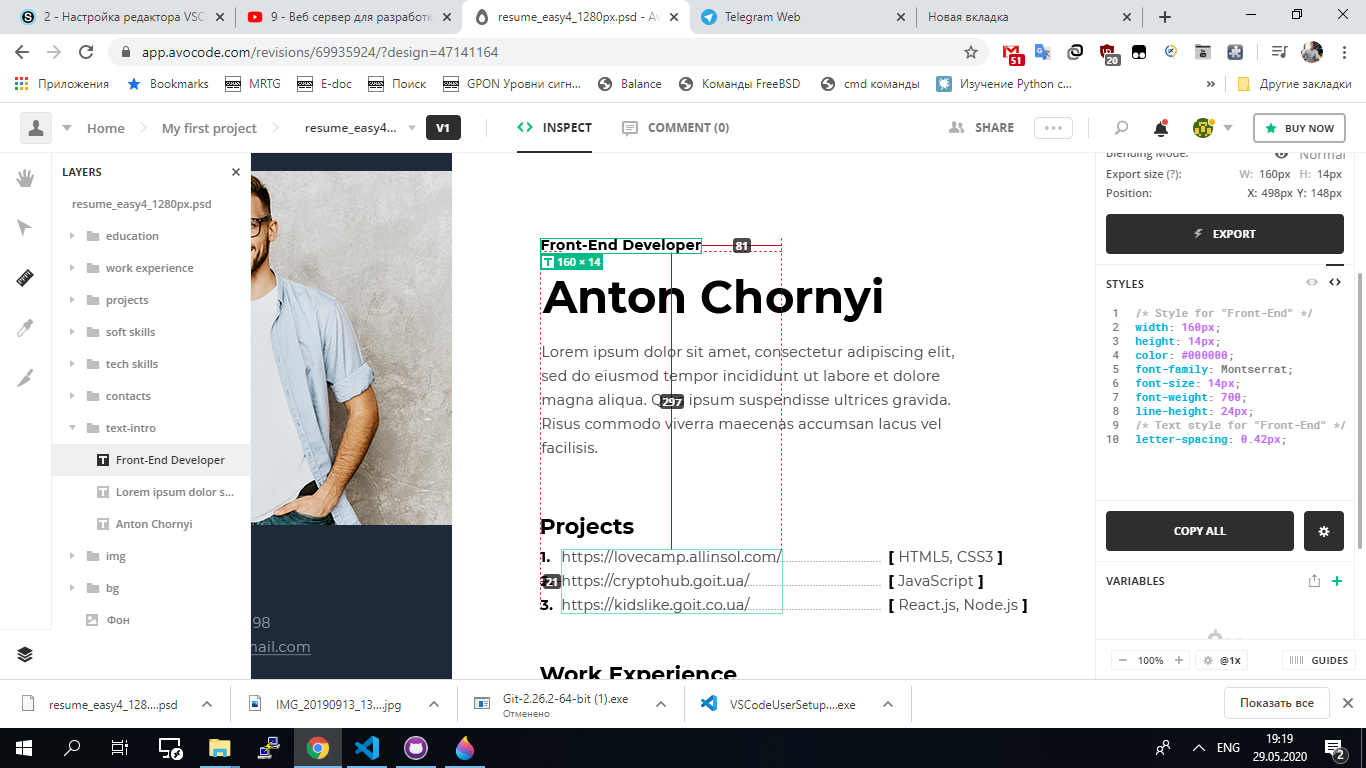 2 - Настройка редактора VSC
9 - Веб сервер для разработк
resume_easy4_1280px.psd - Av
Telegram Web
Новая вкладка
app.avocode.com/revisions/69935924/?design=47141164
51
20
Приложения
Bookmarks
MRTG
E-doc
Поиск
GPON Уровни сигн...
Balance
Команды FreeBSD
cmd команды
Изучение Python с...
»
Другие закладки
Home
My first project
resume_easy4...
V1
INSPECT
COMMENT (0)
SHARE
BUY NOW
LAYERS
resume_easy4_1280px.psd
education
work experience
projects
soft skills
tech skills
contacts
text-intro
Front-End Developer
Lorem ipsum dolor s...
Anton Chornyi
img
bg
Фон
98
mail.com
Front-End Developer
81
T 160 × 14
Anton Chornyi
Lorem ipsum dolor sit amet, consectetur adipiscing elit,
sed do eiusmod tempor incididunt ut labore et dolore
magna aliqua. ipsum suspendisse ultrices gravida.
297
Risus commodo viverra maecenas accumsan lacus vel
facilisis.
Projects
1. https://lovecamp.allinsol.com/ [ HTML5, CSS3 ]
21 https://cryptohub.goit.ua/ [ JavaScript ]
3. https://kidslike.goit.co.ua/ [ React.js, Node.js ]
Work Experience
Blending Mode: Normal
Export size (?): W: 160px H: 14px
Position: X: 498px Y: 148px
EXPORT
STYLES
1 /* Style for "Front-End" */
2 width: 160px;
3 height: 14px;
4 color: #000000;
5 font-family: Montserrat;
6 font-size: 14px;
7 font-weight: 700;
8 line-height: 24px;
9 /* Text style for "Front-End" */
10 letter-spacing: 0.42px;
COPY ALL
VARIABLES
100%
@1x
GUIDES
resume_easy4_128....psd
IMG_20190913_13....jpg
Git-2.26.2-64-bit (1).exe
Отменено
VSCodeUserSetup....exe
Показать все
ENG
19:19
29.05.2020
2